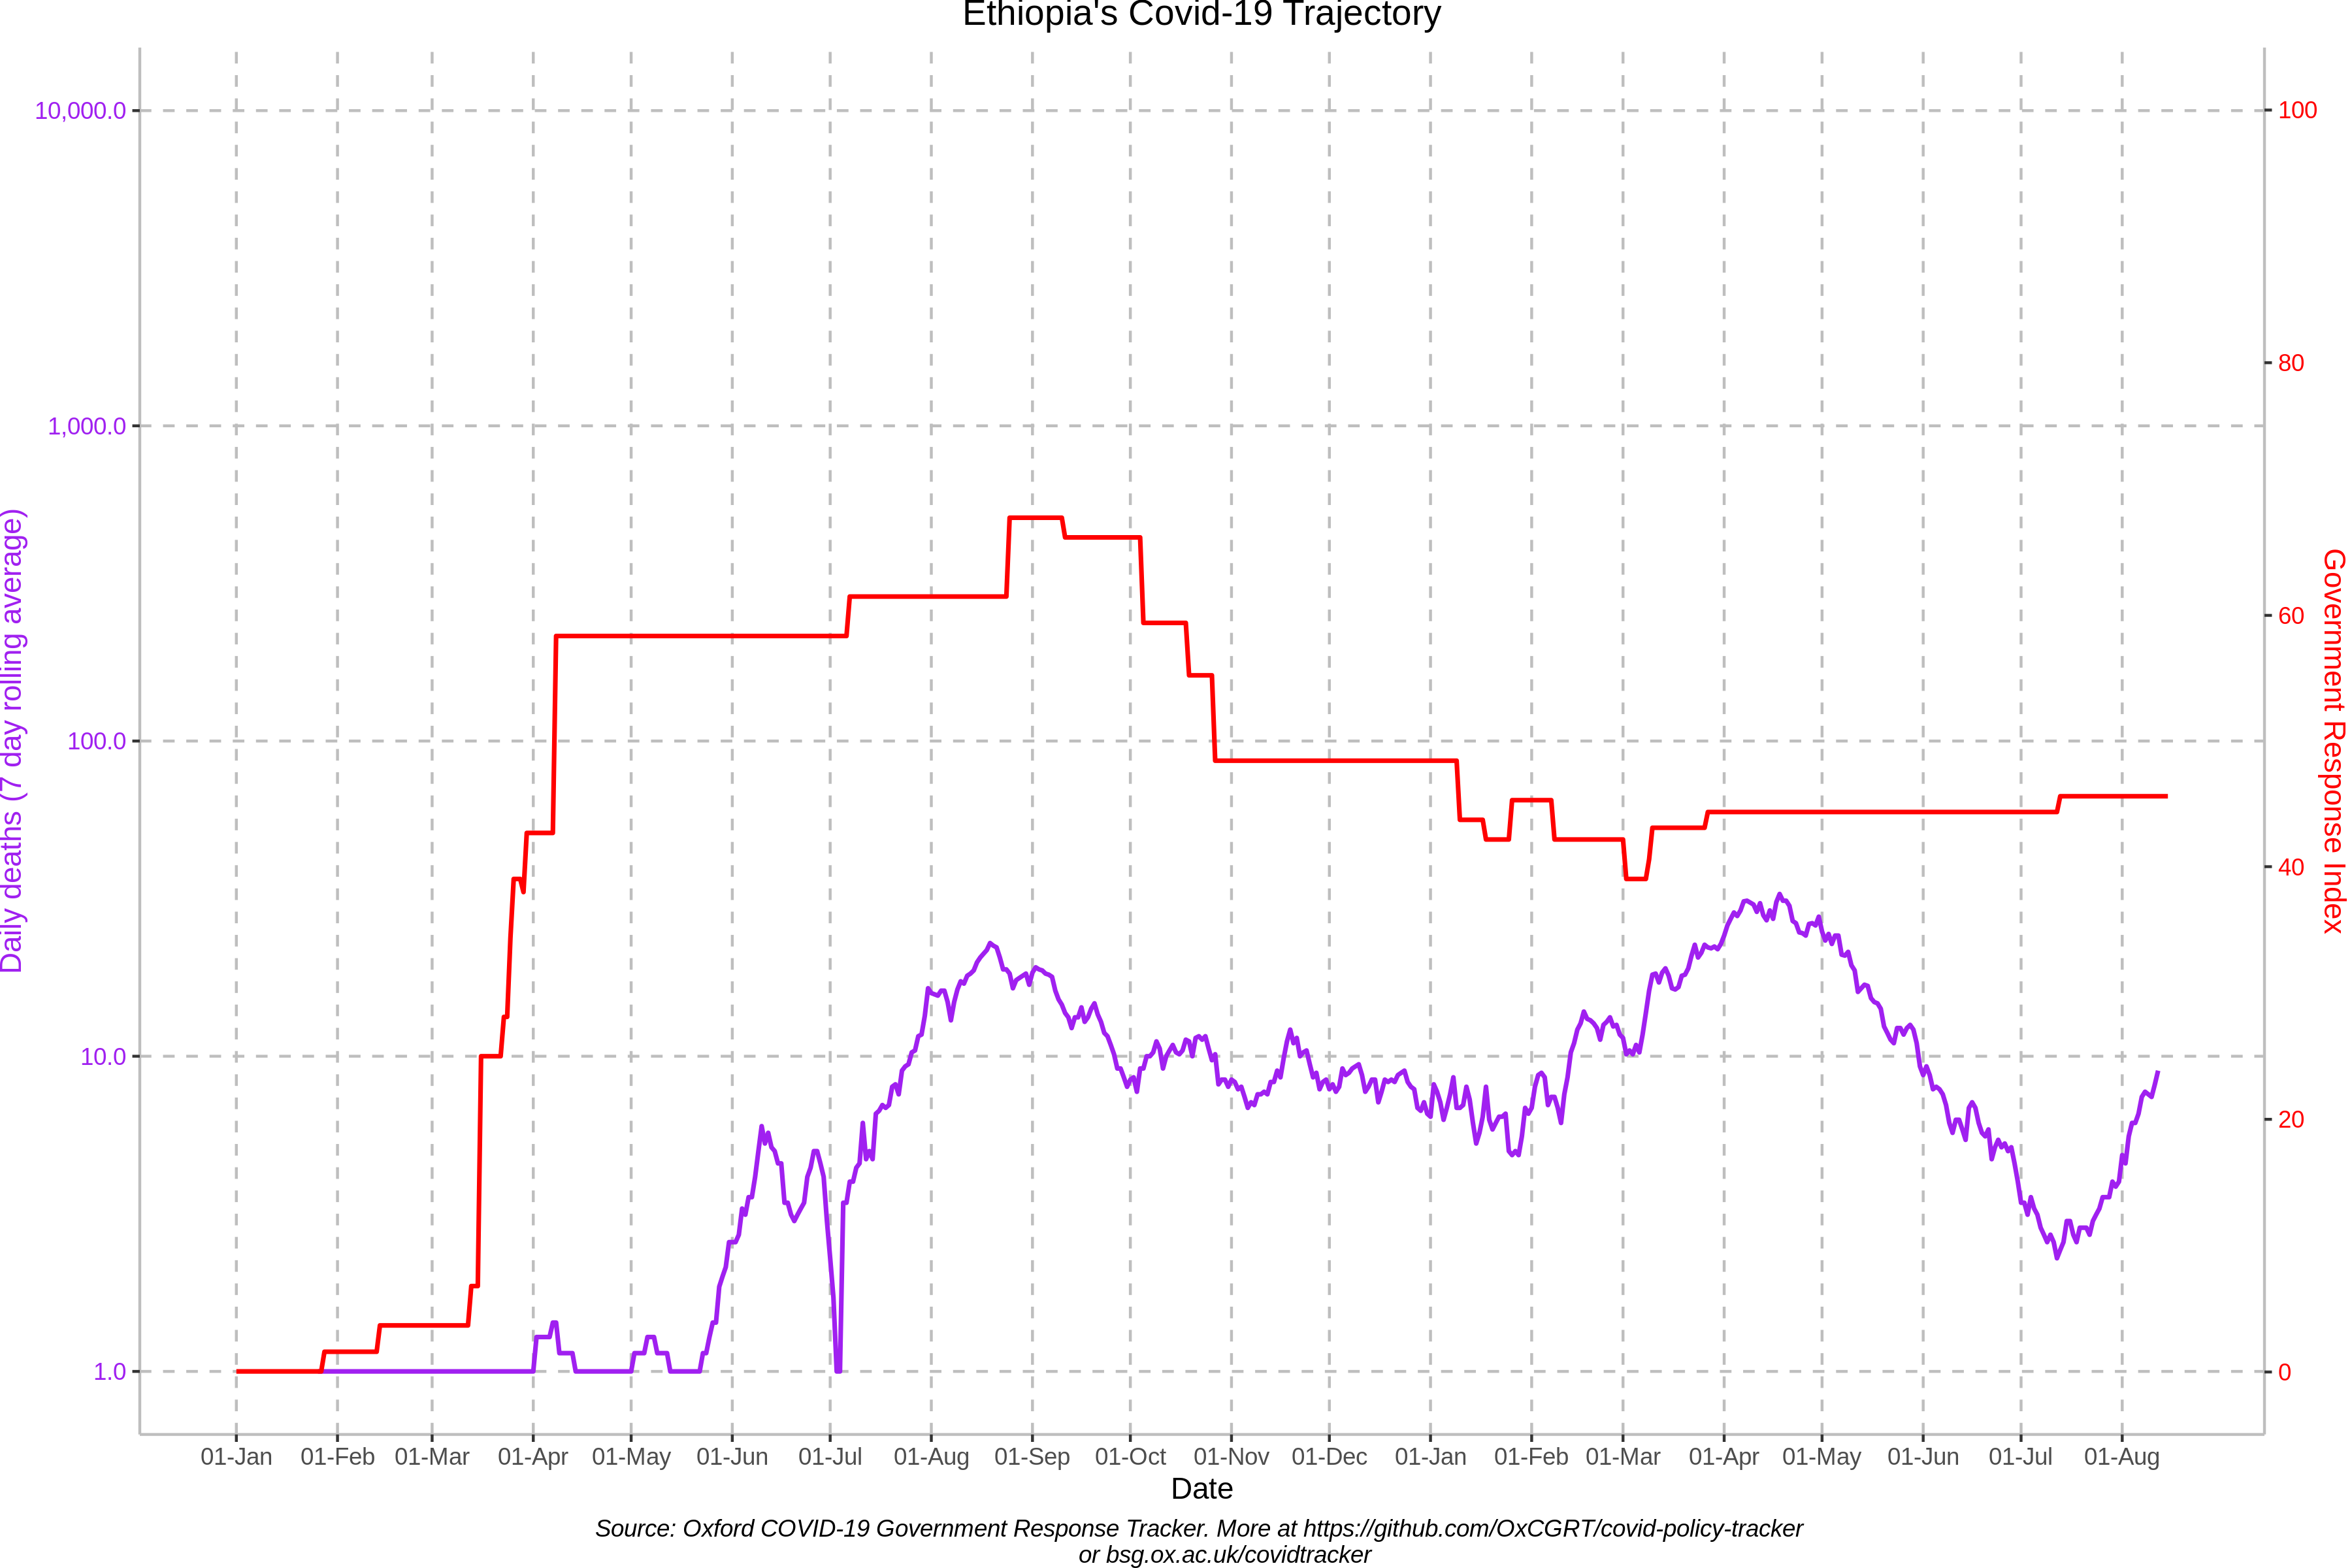 Ethiopia's Covid-19 Trajectory
10,000.0
1,000.0
100.0
10.0
1.0
Daily deaths (7 day rolling average)
100
80
60
40
20
0
Government Response Index
01-Jan 01-Feb 01-Mar 01-Apr 01-May 01-Jun 01-Jul 01-Aug 01-Sep 01-Oct 01-Nov 01-Dec 01-Jan 01-Feb 01-Mar 01-Apr 01-May 01-Jun 01-Jul 01-Aug
Date
Source: Oxford COVID-19 Government Response Tracker. More at https://github.com/OxCGRT/covid-policy-tracker
or bsg.ox.ac.uk/covidtracker